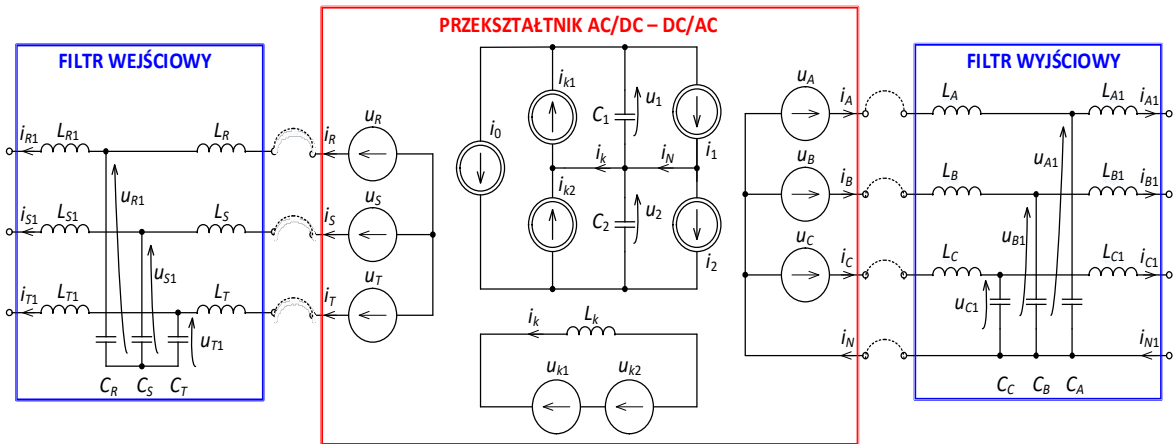 PRZEKSZTAŁTNIK AC/DC – DC/AC
FILTR WEJŚCIOWY
FILTR WYJŚCIOWY
iR1 LR1 LR iR uR
uR1
iS1 LS1 LS iS uS
uS1
iT1 LT1 LT iT uT
uT1
CR CS CT
i0 ik1 C1 u1 i1
ik iN
ik2 C2 u2 i2
ik Lk
uk1 uk2
uA iA LA LA1 iA1
uA1
uB iB LB LB1 iB1
uB1
uC iC LC LC1 iC1
uC1
iN iN1
CC CB CA